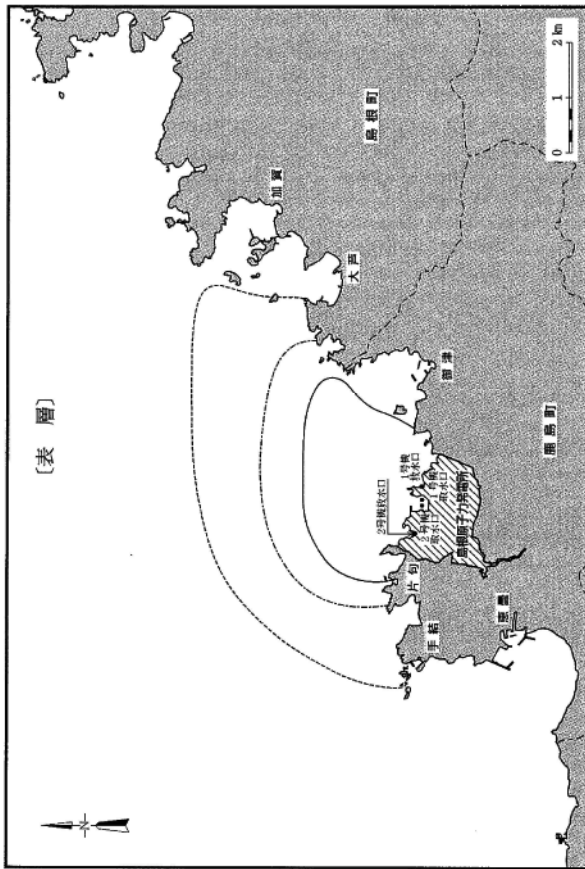 〔表 層〕
N
加賀
島根町
大芦
御津
鹿島町
2号機放水口
1号機
放水口
1号機
取水口
2号機
取水口
島根原子力発電所
片句
手結
恵曇
0 1 2 km